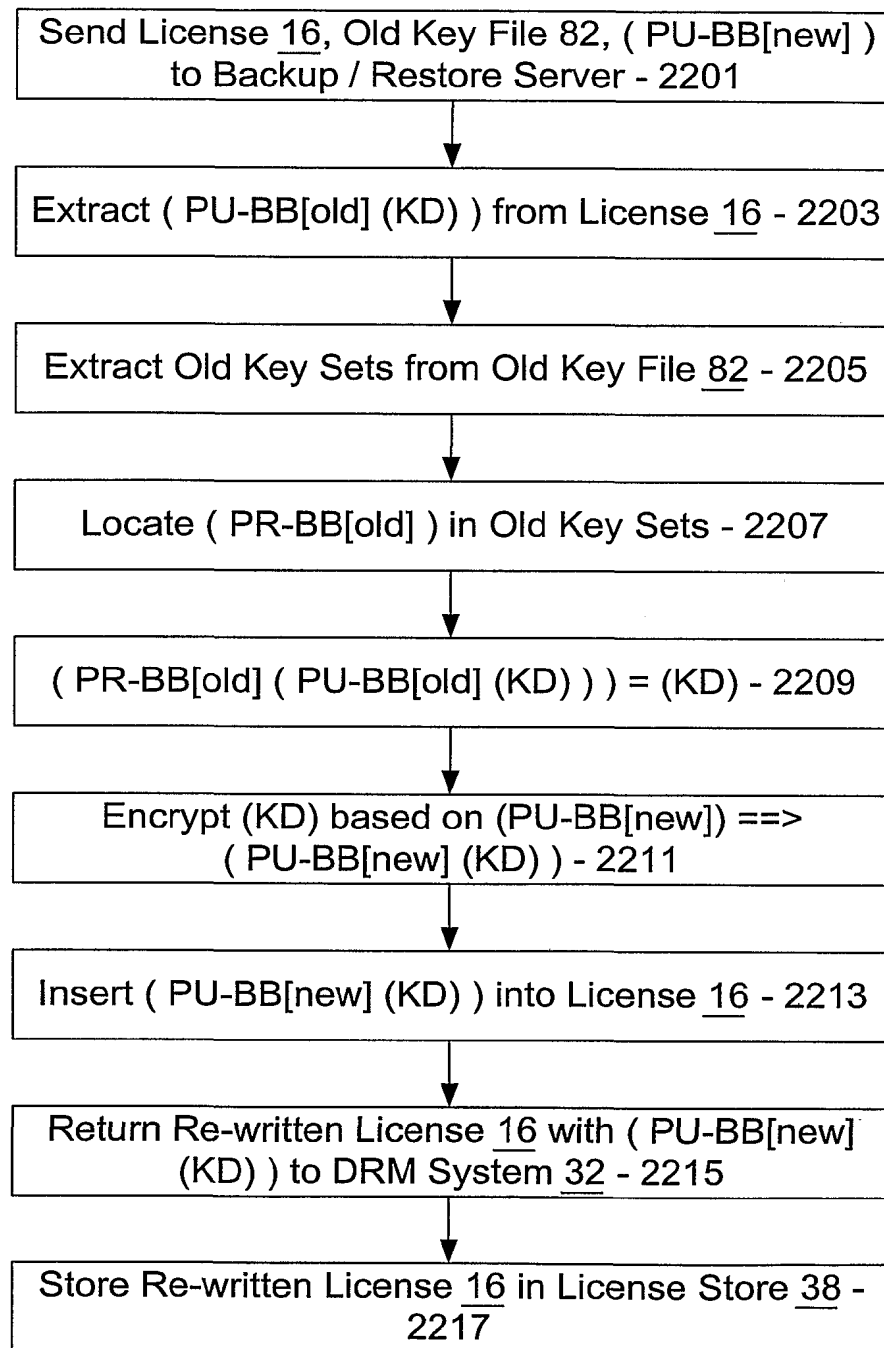 Send License 16, Old Key File 82, ( PU-BB[new] )
to Backup / Restore Server - 2201
Extract ( PU-BB[old] (KD) ) from License 16 - 2203
Extract Old Key Sets from Old Key File 82 - 2205
Locate ( PR-BB[old] ) in Old Key Sets - 2207
( PR-BB[old] ( PU-BB[old] (KD) ) ) = (KD) - 2209
Encrypt (KD) based on (PU-BB[new]) ==>
( PU-BB[new] (KD) ) - 2211
Insert ( PU-BB[new] (KD) ) into License 16 - 2213
Return Re-written License 16 with ( PU-BB[new]
(KD) ) to DRM System 32 - 2215
Store Re-written License 16 in License Store 38 -
2217